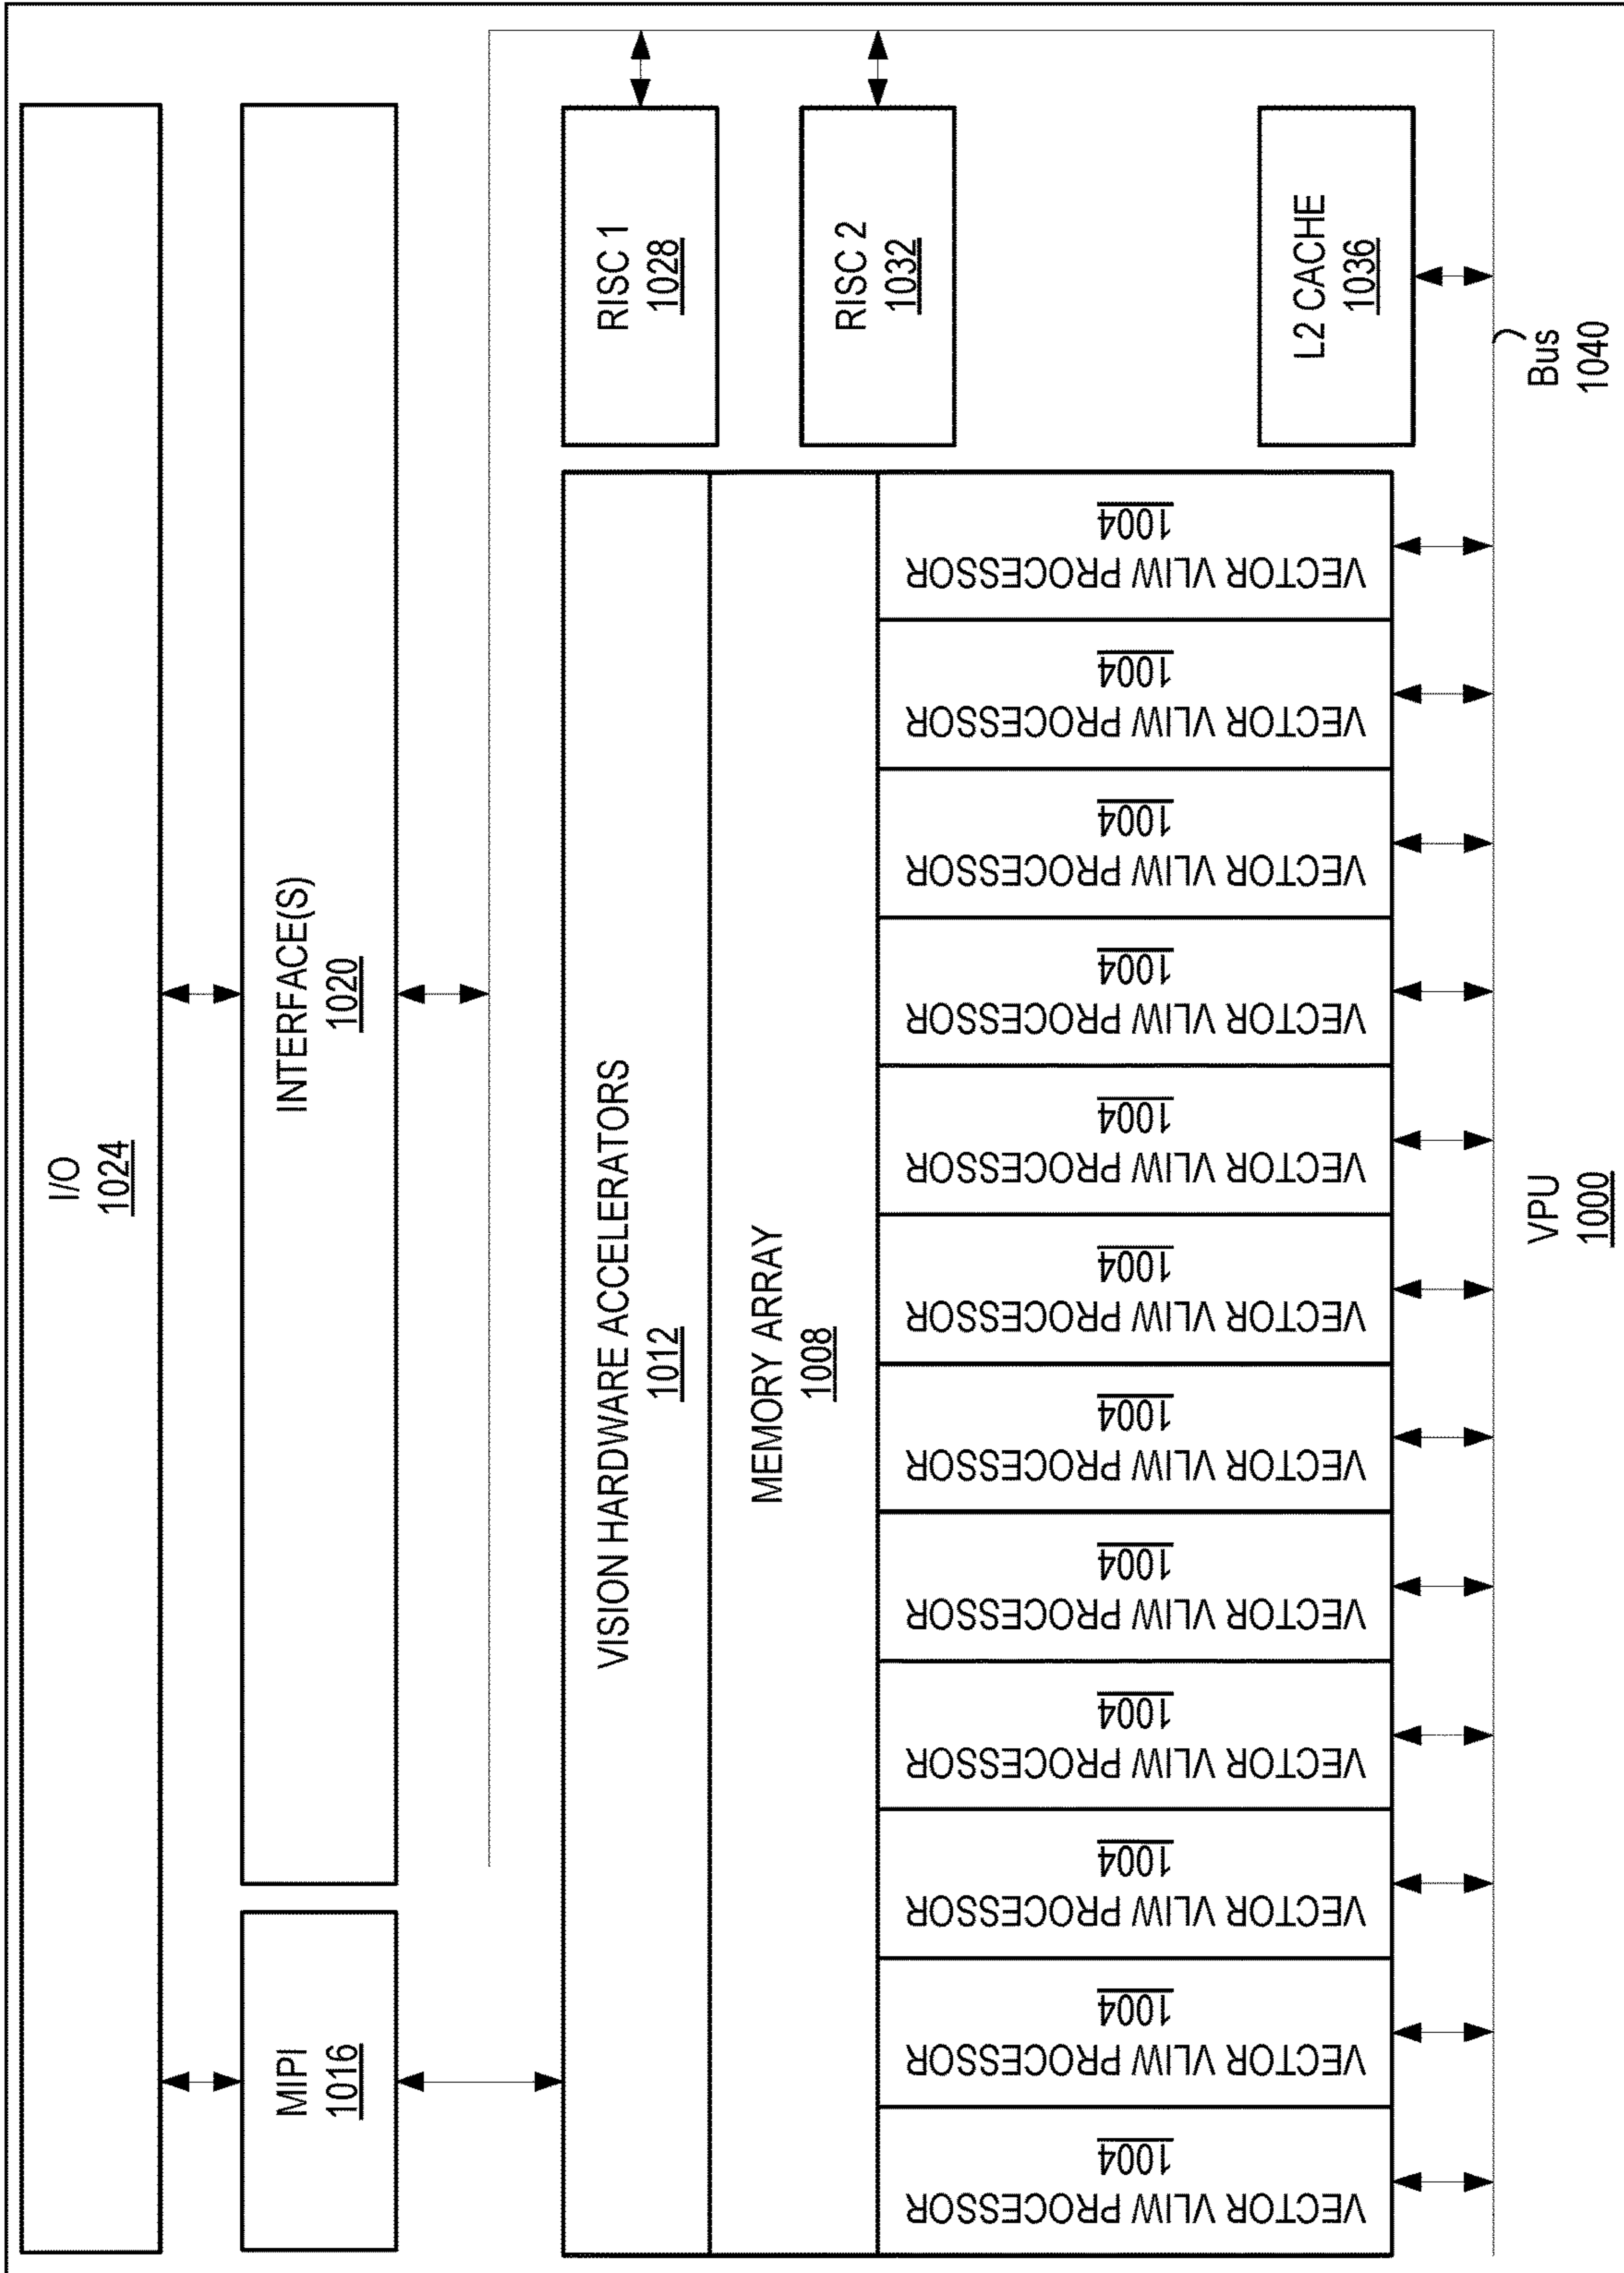 I/O
1024
MIPI
1016
INTERFACE(S)
1020
VISION HARDWARE ACCELERATORS
1012
RISC 1
1028
MEMORY ARRAY
1008
RISC 2
1032
VECTOR VLIW PROCESSOR
1004
VECTOR VLIW PROCESSOR
1004
VECTOR VLIW PROCESSOR
1004
VECTOR VLIW PROCESSOR
1004
VECTOR VLIW PROCESSOR
1004
VECTOR VLIW PROCESSOR
1004
VECTOR VLIW PROCESSOR
1004
VECTOR VLIW PROCESSOR
1004
VECTOR VLIW PROCESSOR
1004
VECTOR VLIW PROCESSOR
1004
VECTOR VLIW PROCESSOR
1004
VECTOR VLIW PROCESSOR
1004
L2 CACHE
1036
VPU
1000
Bus
1040